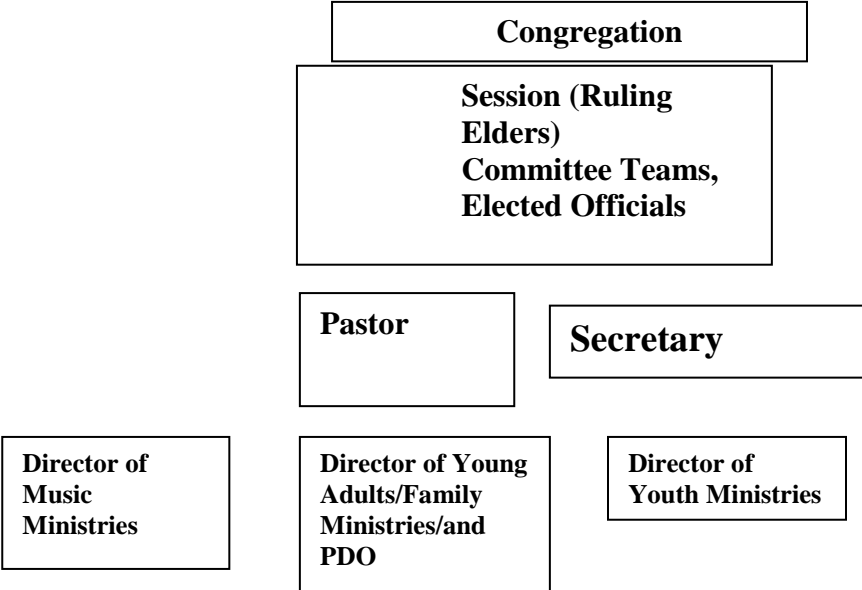 Congregation
Session (Ruling
Elders)
Committee Teams,
Elected Officials
Pastor
Secretary
Director of
Music
Ministries
Director of Young
Adults/Family
Ministries/and
PDO
Director of
Youth Ministries